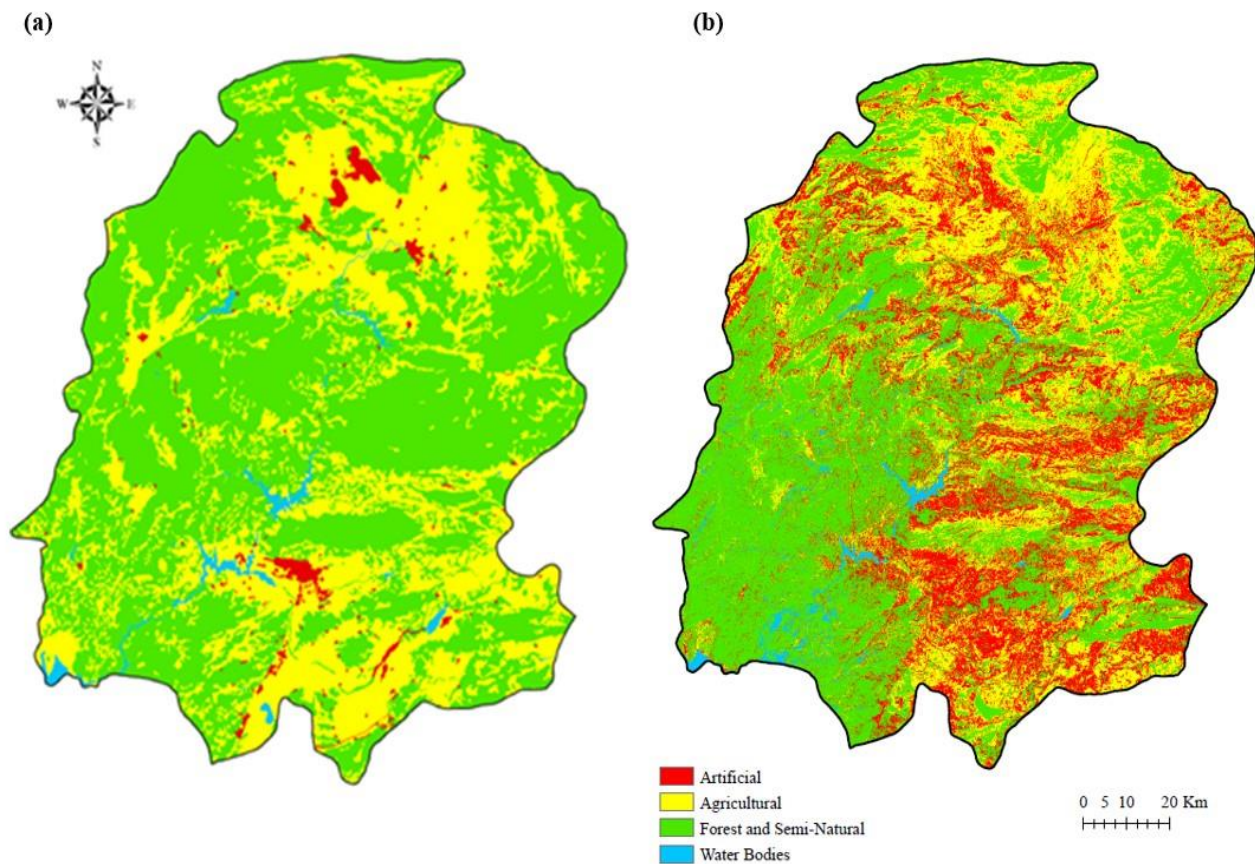 (a)
(b)
N
W E
S
Artificial
Agricultural
Forest and Semi-Natural
Water Bodies
0 5 10 20 Km